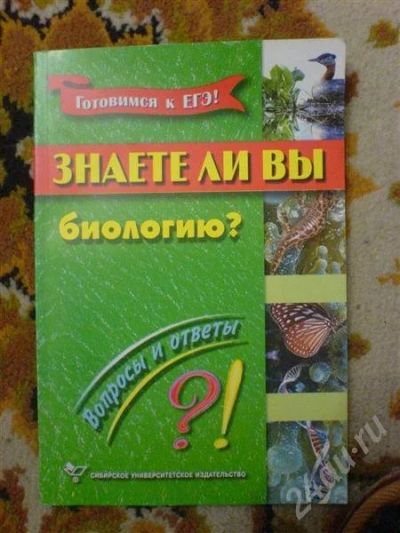 Готовимся к ЕГЭ!
ЗНАЕТЕ ЛИ ВЫ
биологию?
Вопросы и ответы
?!
СИБИРСКОЕ УНИВЕРСИТЕТСКОЕ ИЗДАТЕЛЬСТВО
24au.ru